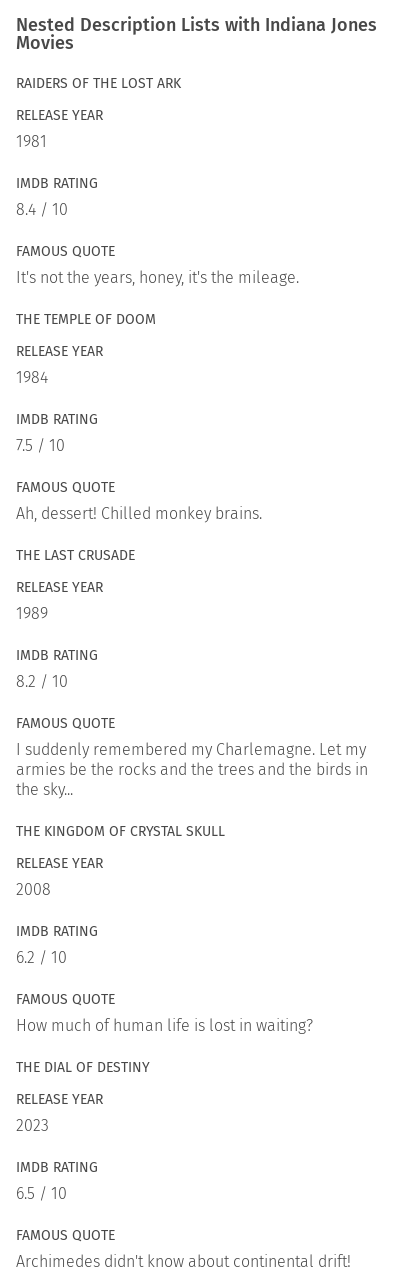 Nested Description Lists with Indiana Jones
Movies
RAIDERS OF THE LOST ARK
RELEASE YEAR
1981
IMDB RATING
8.4 / 10
FAMOUS QUOTE
It's not the years, honey, it's the mileage.
THE TEMPLE OF DOOM
RELEASE YEAR
1984
IMDB RATING
7.5 / 10
FAMOUS QUOTE
Ah, dessert! Chilled monkey brains.
THE LAST CRUSADE
RELEASE YEAR
1989
IMDB RATING
8.2 / 10
FAMOUS QUOTE
I suddenly remembered my Charlemagne. Let my
armies be the rocks and the trees and the birds in
the sky...
THE KINGDOM OF CRYSTAL SKULL
RELEASE YEAR
2008
IMDB RATING
6.2 / 10
FAMOUS QUOTE
How much of human life is lost in waiting?
THE DIAL OF DESTINY
RELEASE YEAR
2023
IMDB RATING
6.5 / 10
FAMOUS QUOTE
Archimedes didn't know about continental drift!